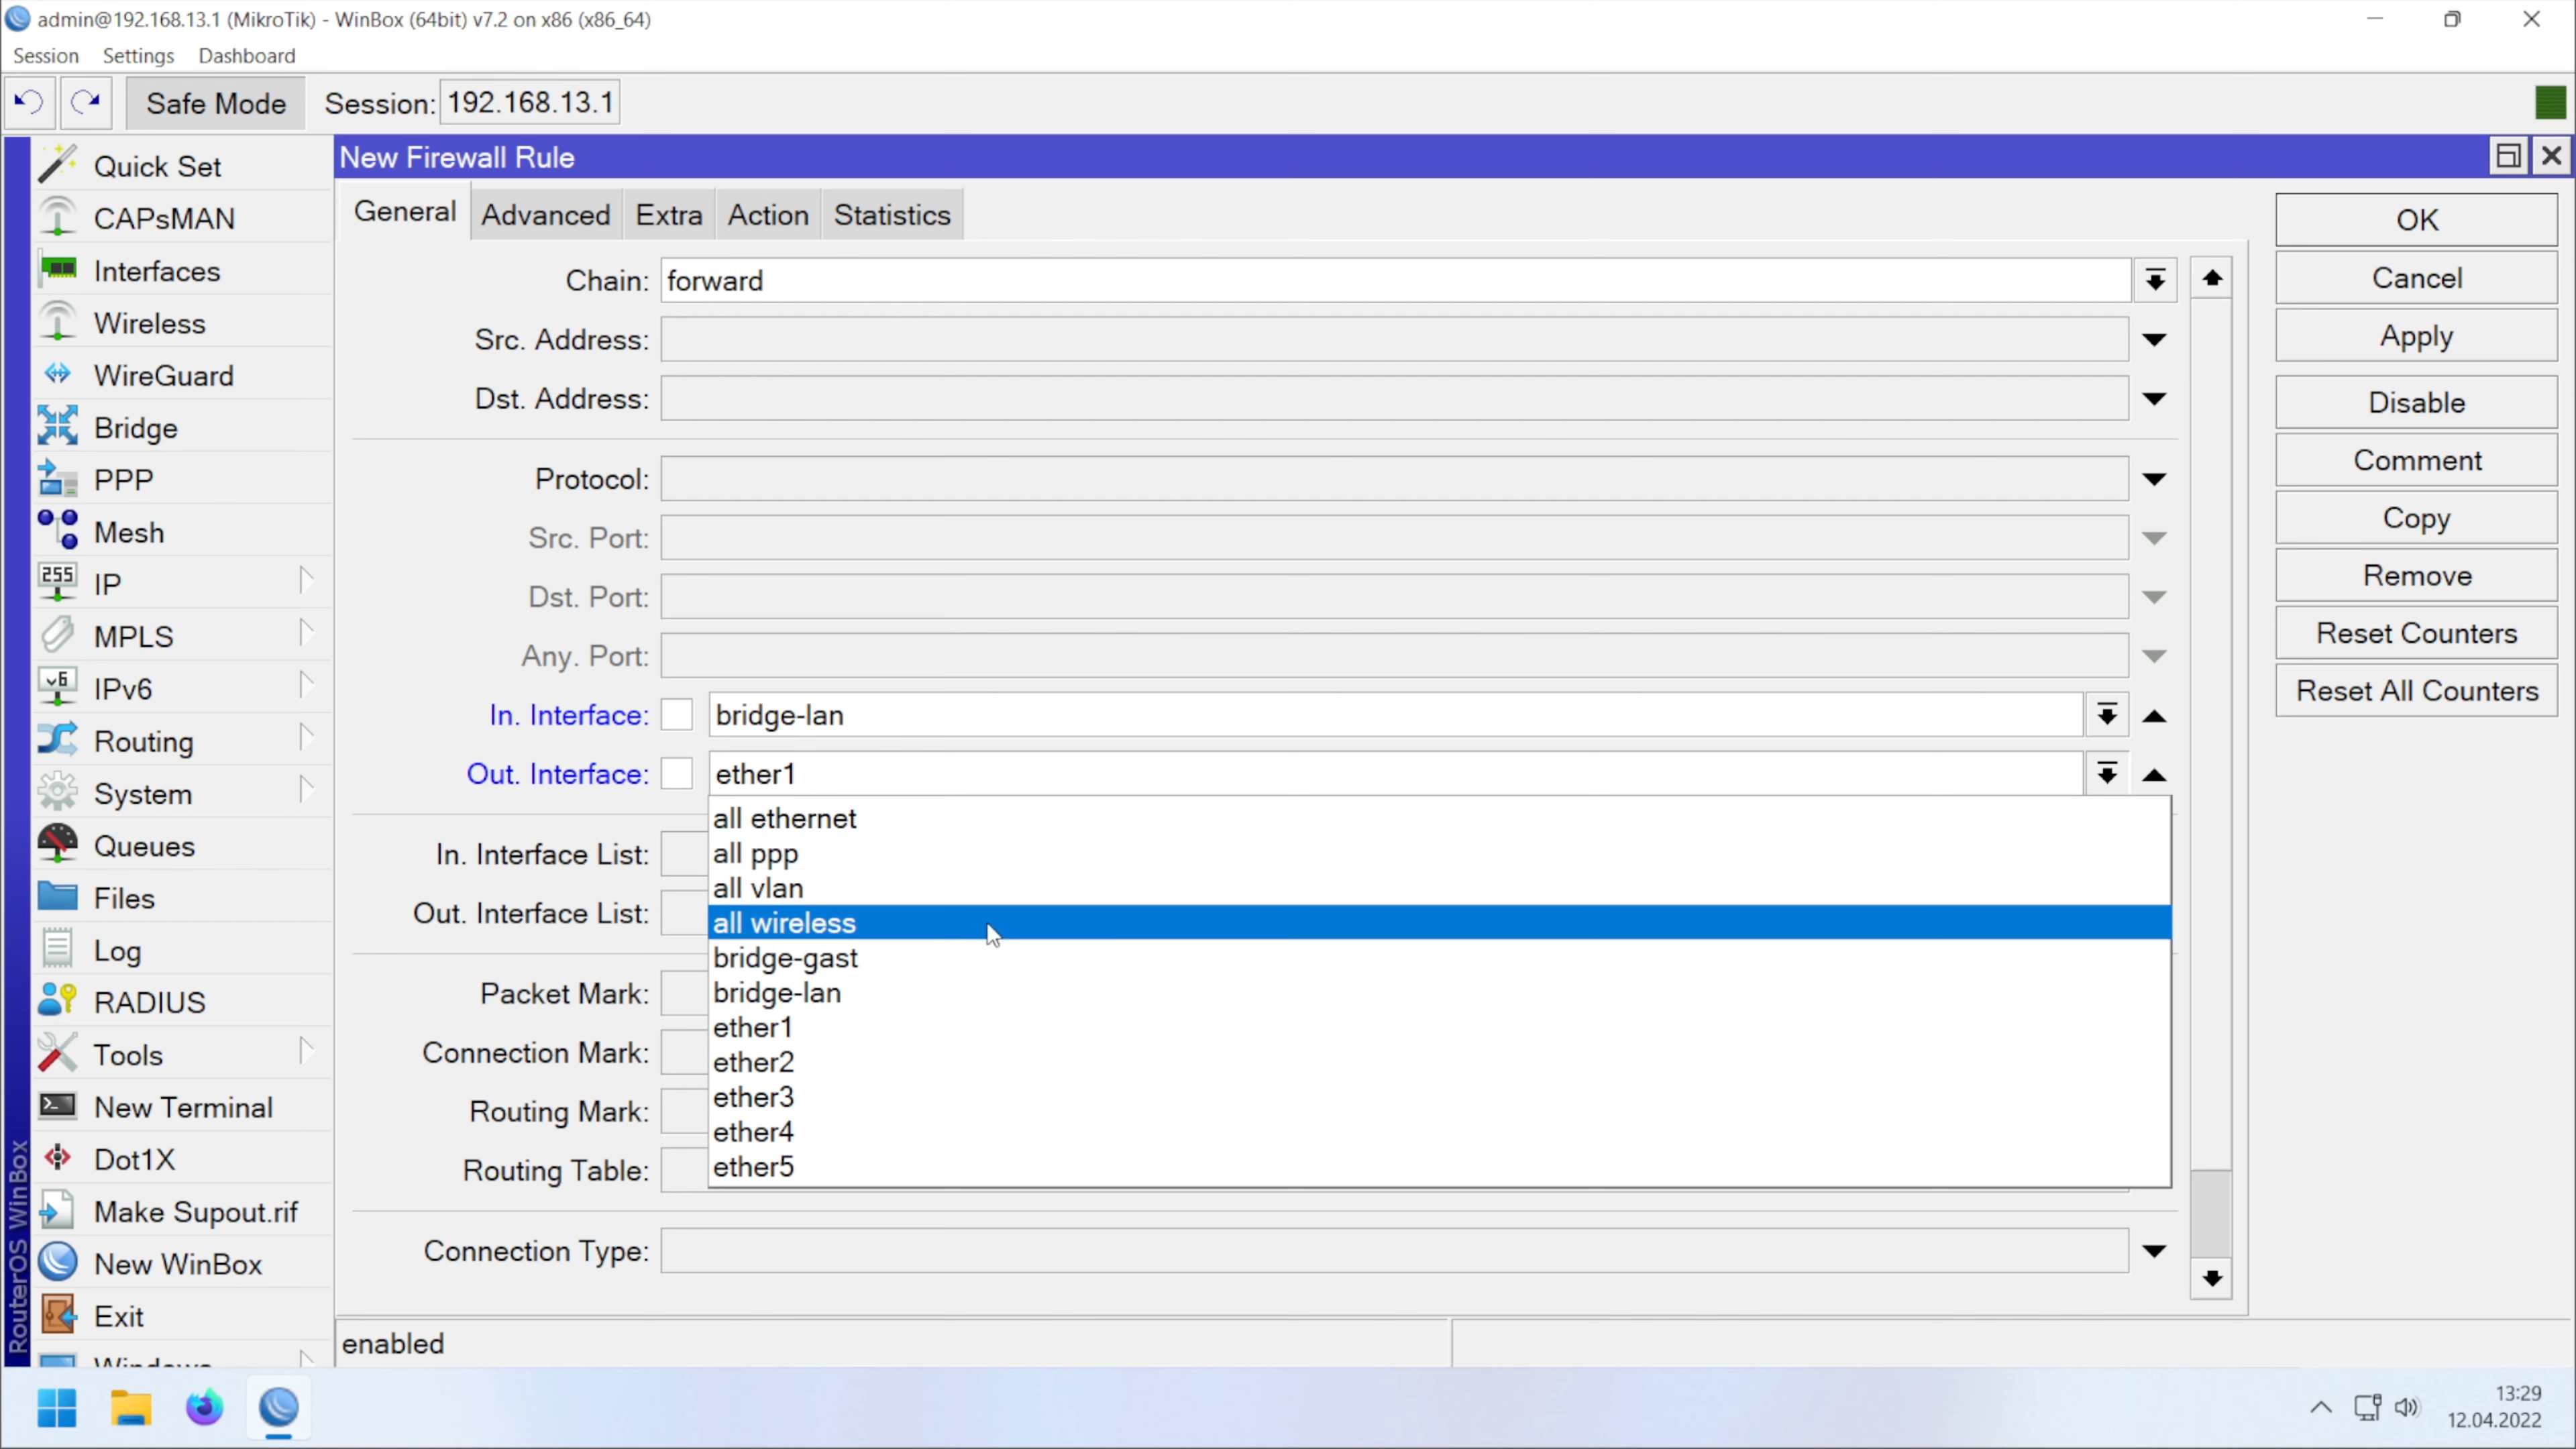 admin@192.168.13.1 (MikroTik) - WinBox (64bit) v7.2 on x86 (x86_64)
Session Settings Dashboard
Safe Mode Session: 192.168.13.1
RouterOS WinBox
Quick Set
CAPsMAN
Interfaces
Wireless
WireGuard
Bridge
PPP
Mesh
255 IP
MPLS
v6 IPv6
Routing
System
Queues
Files
Log
RADIUS
Tools
New Terminal
Dot1X
Make Supout.rif
New WinBox
Exit
Windows
New Firewall Rule
General Advanced Extra Action Statistics
Chain: forward
Src. Address:
Dst. Address:
Protocol:
Src. Port:
Dst. Port:
Any. Port:
In. Interface: bridge-lan
Out. Interface: ether1
all ethernet
all ppp
all vlan
all wireless
bridge-gast
bridge-lan
ether1
ether2
ether3
ether4
ether5
In. Interface List:
Out. Interface List:
Packet Mark:
Connection Mark:
Routing Mark:
Routing Table:
Connection Type:
enabled
OK
Cancel
Apply
Disable
Comment
Copy
Remove
Reset Counters
Reset All Counters
13:29
12.04.2022